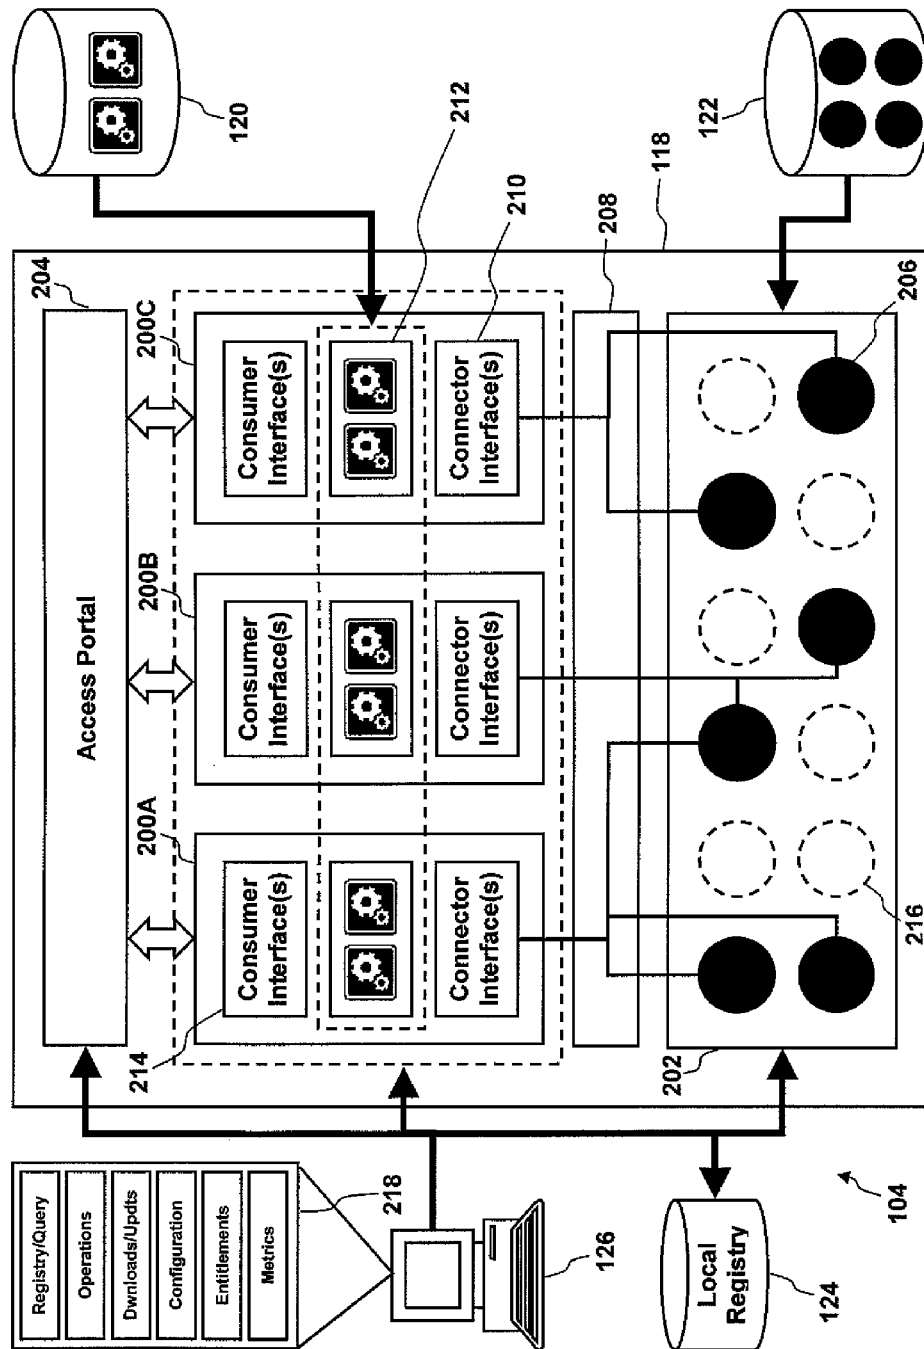 Registry/Query
Operations
Dwnloads/Updts
Configuration
Entitlements
Metrics
218
126
Local
Registry
124
104
Access Portal
204
200A
200B
200C
Consumer
Interface(s)
Consumer
Interface(s)
Consumer
Interface(s)
214
Connector
Interface(s)
Connector
Interface(s)
Connector
Interface(s)
120
212
210
208
118
122
202
206
216